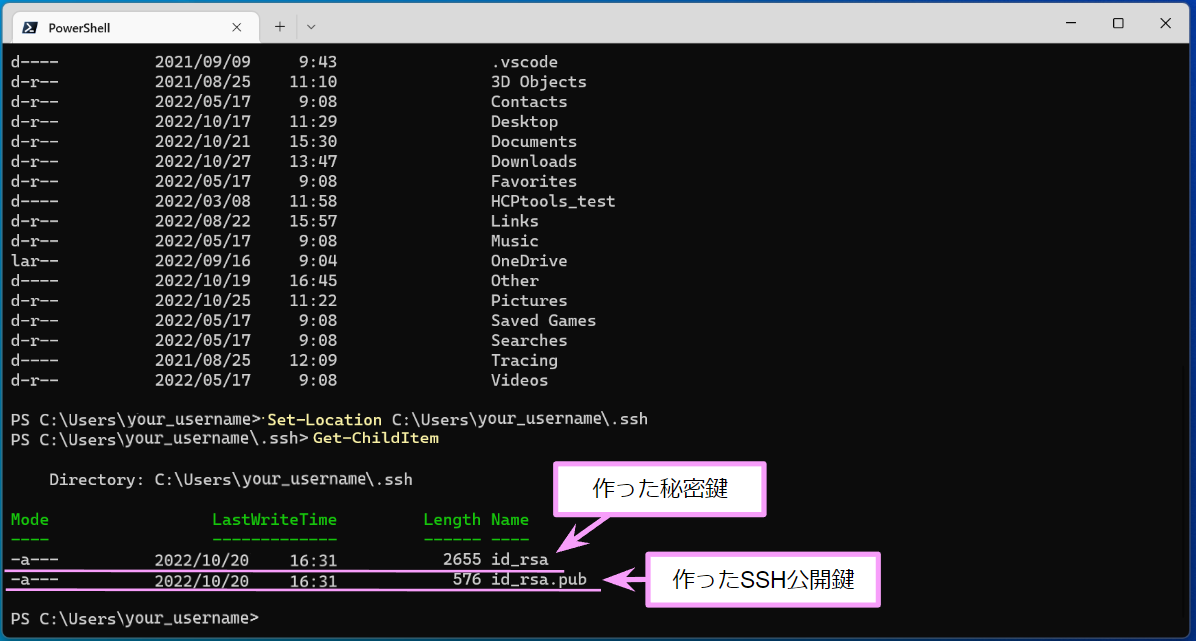 PowerShell
d---- 2021/09/09 9:43 .vscode
d-r-- 2021/08/25 11:10 3D Objects
d-r-- 2022/05/17 9:08 Contacts
d-r-- 2022/10/17 11:29 Desktop
d-r-- 2022/10/21 15:30 Documents
d-r-- 2022/10/27 13:47 Downloads
d-r-- 2022/05/17 9:08 Favorites
d---- 2022/03/08 11:58 HCPtools_test
d-r-- 2022/08/22 15:57 Links
d-r-- 2022/05/17 9:08 Music
lar-- 2022/09/16 9:04 OneDrive
d---- 2022/10/19 16:45 Other
d-r-- 2022/10/25 11:22 Pictures
d-r-- 2022/05/17 9:08 Saved Games
d-r-- 2022/05/17 9:08 Searches
d---- 2021/08/25 12:09 Tracing
d-r-- 2022/05/17 9:08 Videos
PS C:\Users\your_username> Set-Location C:\Users\your_username\.ssh
PS C:\Users\your_username\.ssh> Get-ChildItem
Directory: C:\Users\your_username\.ssh
作った秘密鍵
Mode LastWriteTime Length Name
---- ------------- ------ ----
-a--- 2022/10/20 16:31 2655 id_rsa
-a--- 2022/10/20 16:31 576 id_rsa.pub
作ったSSH公開鍵
PS C:\Users\your_username>